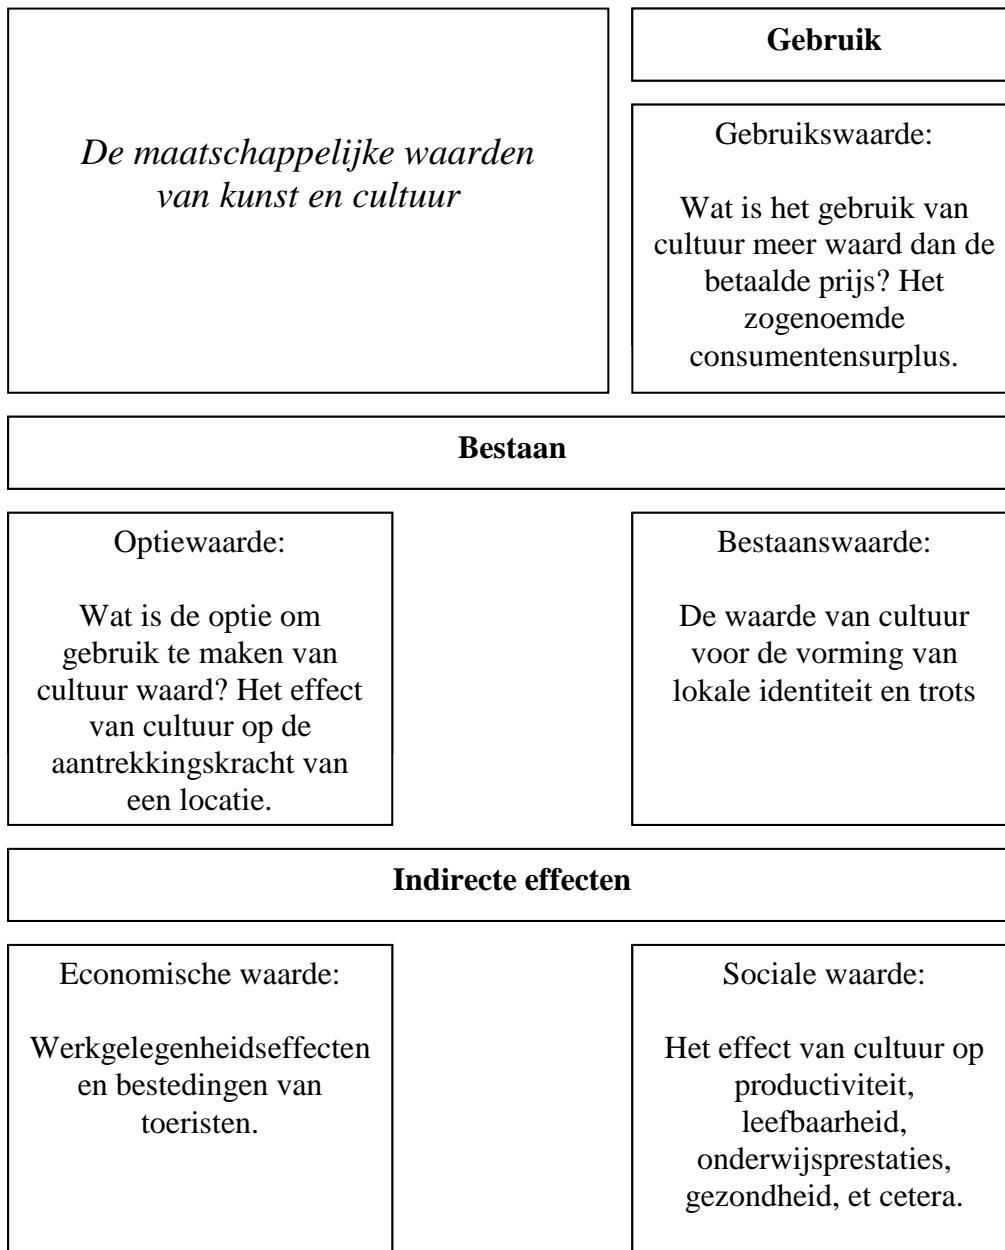 De maatschappelijke waarden
van kunst en cultuur
Gebruik
Gebruikswaarde:
Wat is het gebruik van
cultuur meer waard dan de
betaalde prijs? Het
zogenoemde
consumentensurplus.
Bestaan
Optiewaarde:
Wat is de optie om
gebruik te maken van
cultuur waard? Het effect
van cultuur op de
aantrekkingskracht van
een locatie.
Bestaanswaarde:
De waarde van cultuur
voor de vorming van
lokale identiteit en trots
Indirecte effecten
Economische waarde:
Werkgelegenheidseffecten
en bestedingen van
toeristen.
Sociale waarde:
Het effect van cultuur op
productiviteit,
leefbaarheid,
onderwijsprestaties,
gezondheid, et cetera.